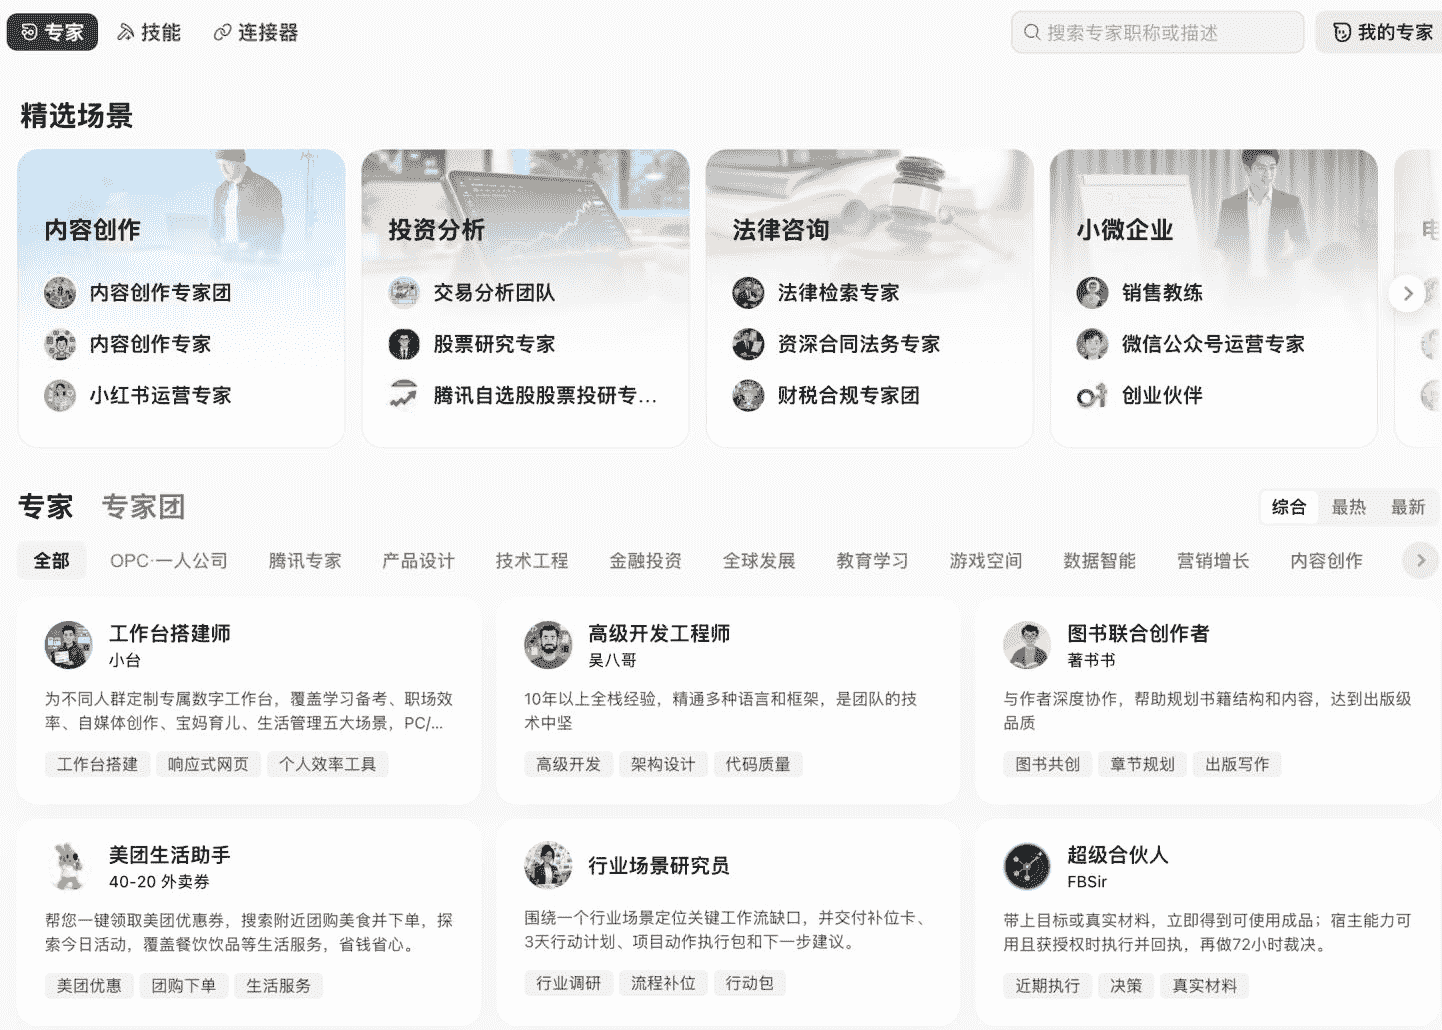 专家 技能 连接器 搜索专家职称或描述 我的专家
精选场景
内容创作
内容创作专家团
内容创作专家
小红书运营专家
投资分析
交易分析团队
股票研究专家
腾讯自选股股票投研专...
法律咨询
法律检索专家
资深合同法务专家
财税合规专家团
小微企业
销售教练
微信公众号运营专家
创业伙伴
电
专家 专家团 综合 最热 最新
全部 OPC·一人公司 腾讯专家 产品设计 技术工程 金融投资 全球发展 教育学习 游戏空间 数据智能 营销增长 内容创作
工作台搭建师
小台
为不同人群定制专属数字工作台，覆盖学习备考、职场效
率、自媒体创作、宝妈育儿、生活管理五大场景，PC/...
工作台搭建 响应式网页 个人效率工具
高级开发工程师
吴八哥
10年以上全栈经验，精通多种语言和框架，是团队的技
术中坚
高级开发 架构设计 代码质量
图书联合创作者
著书书
与作者深度协作，帮助规划书籍结构和内容，达到出版级
品质
图书共创 章节规划 出版写作
美团生活助手
40-20 外卖券
帮您一键领取美团优惠券，搜索附近团购美食并下单，探
索今日活动，覆盖餐饮饮品等生活服务，省钱省心。
美团优惠 团购下单 生活服务
行业场景研究员
围绕一个行业场景定位关键工作流缺口，并交付补位卡、
3天行动计划、项目动作执行包和下一步建议。
行业调研 流程补位 行动包
超级合伙人
FBSir
带上目标或真实材料，立即得到可使用成品；宿主能力可
用且获授权时执行并回执，再做72小时裁决。
近期执行 决策 真实材料